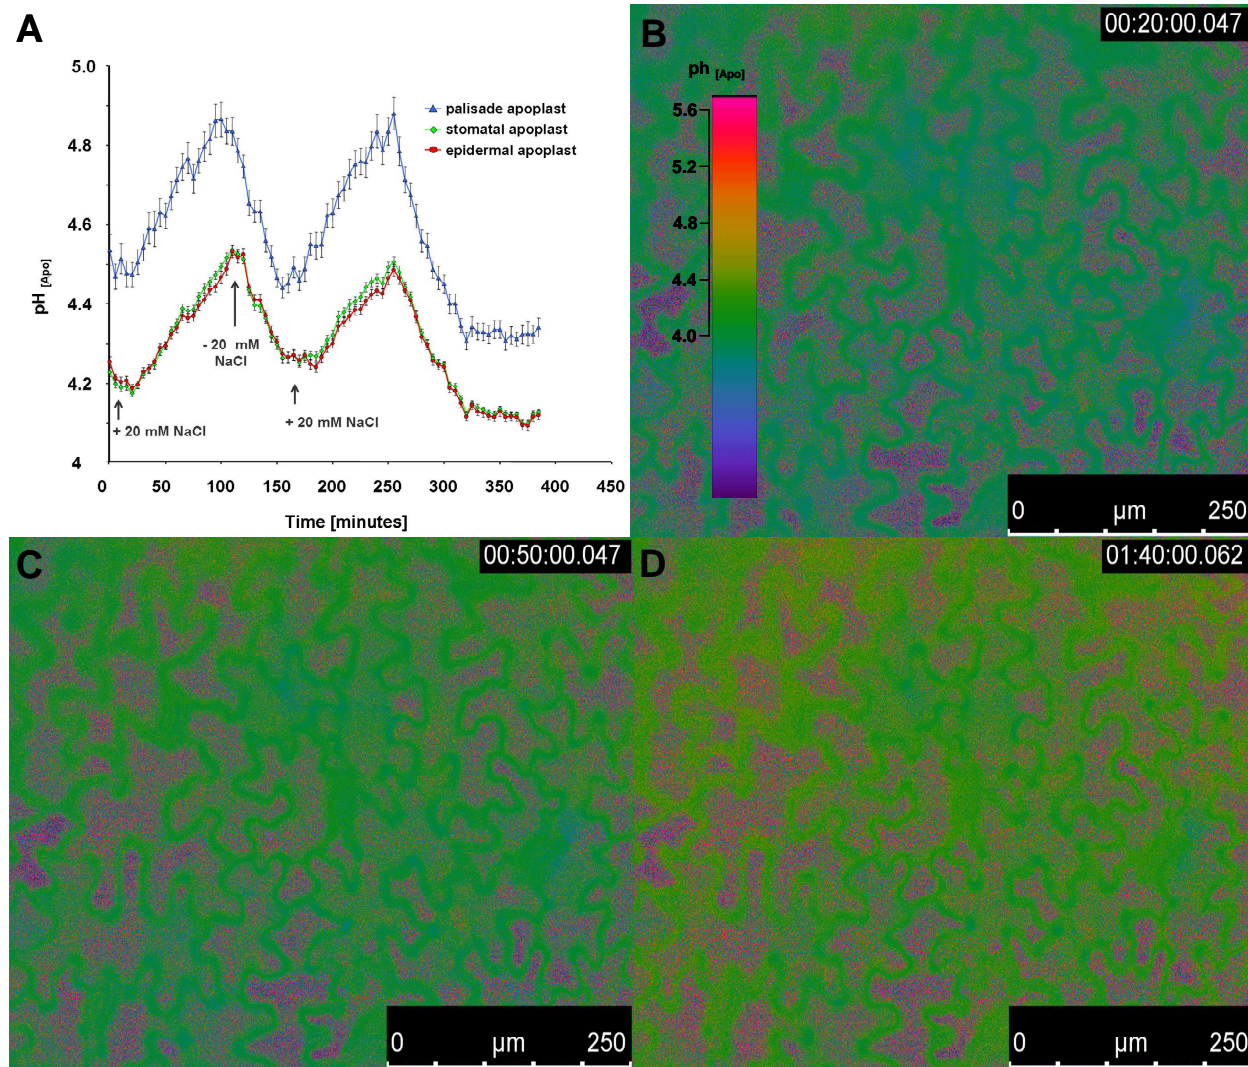 A
pH [Apo]
5.0
4.8
4.6
4.4
4.2
4
0 50 100 150 200 250 300 350 400 450
Time [minutes]
palisade apoplast
stomatal apoplast
epidermal apoplast
- 20 mM
NaCl
+ 20 mM NaCl
+ 20 mM NaCl
B
00:20:00.047
ph [Apo]
5.6
5.2
4.8
4.4
4.0
0 µm 250
C
00:50:00.047
0 µm 250
D
01:40:00.062
0 µm 250